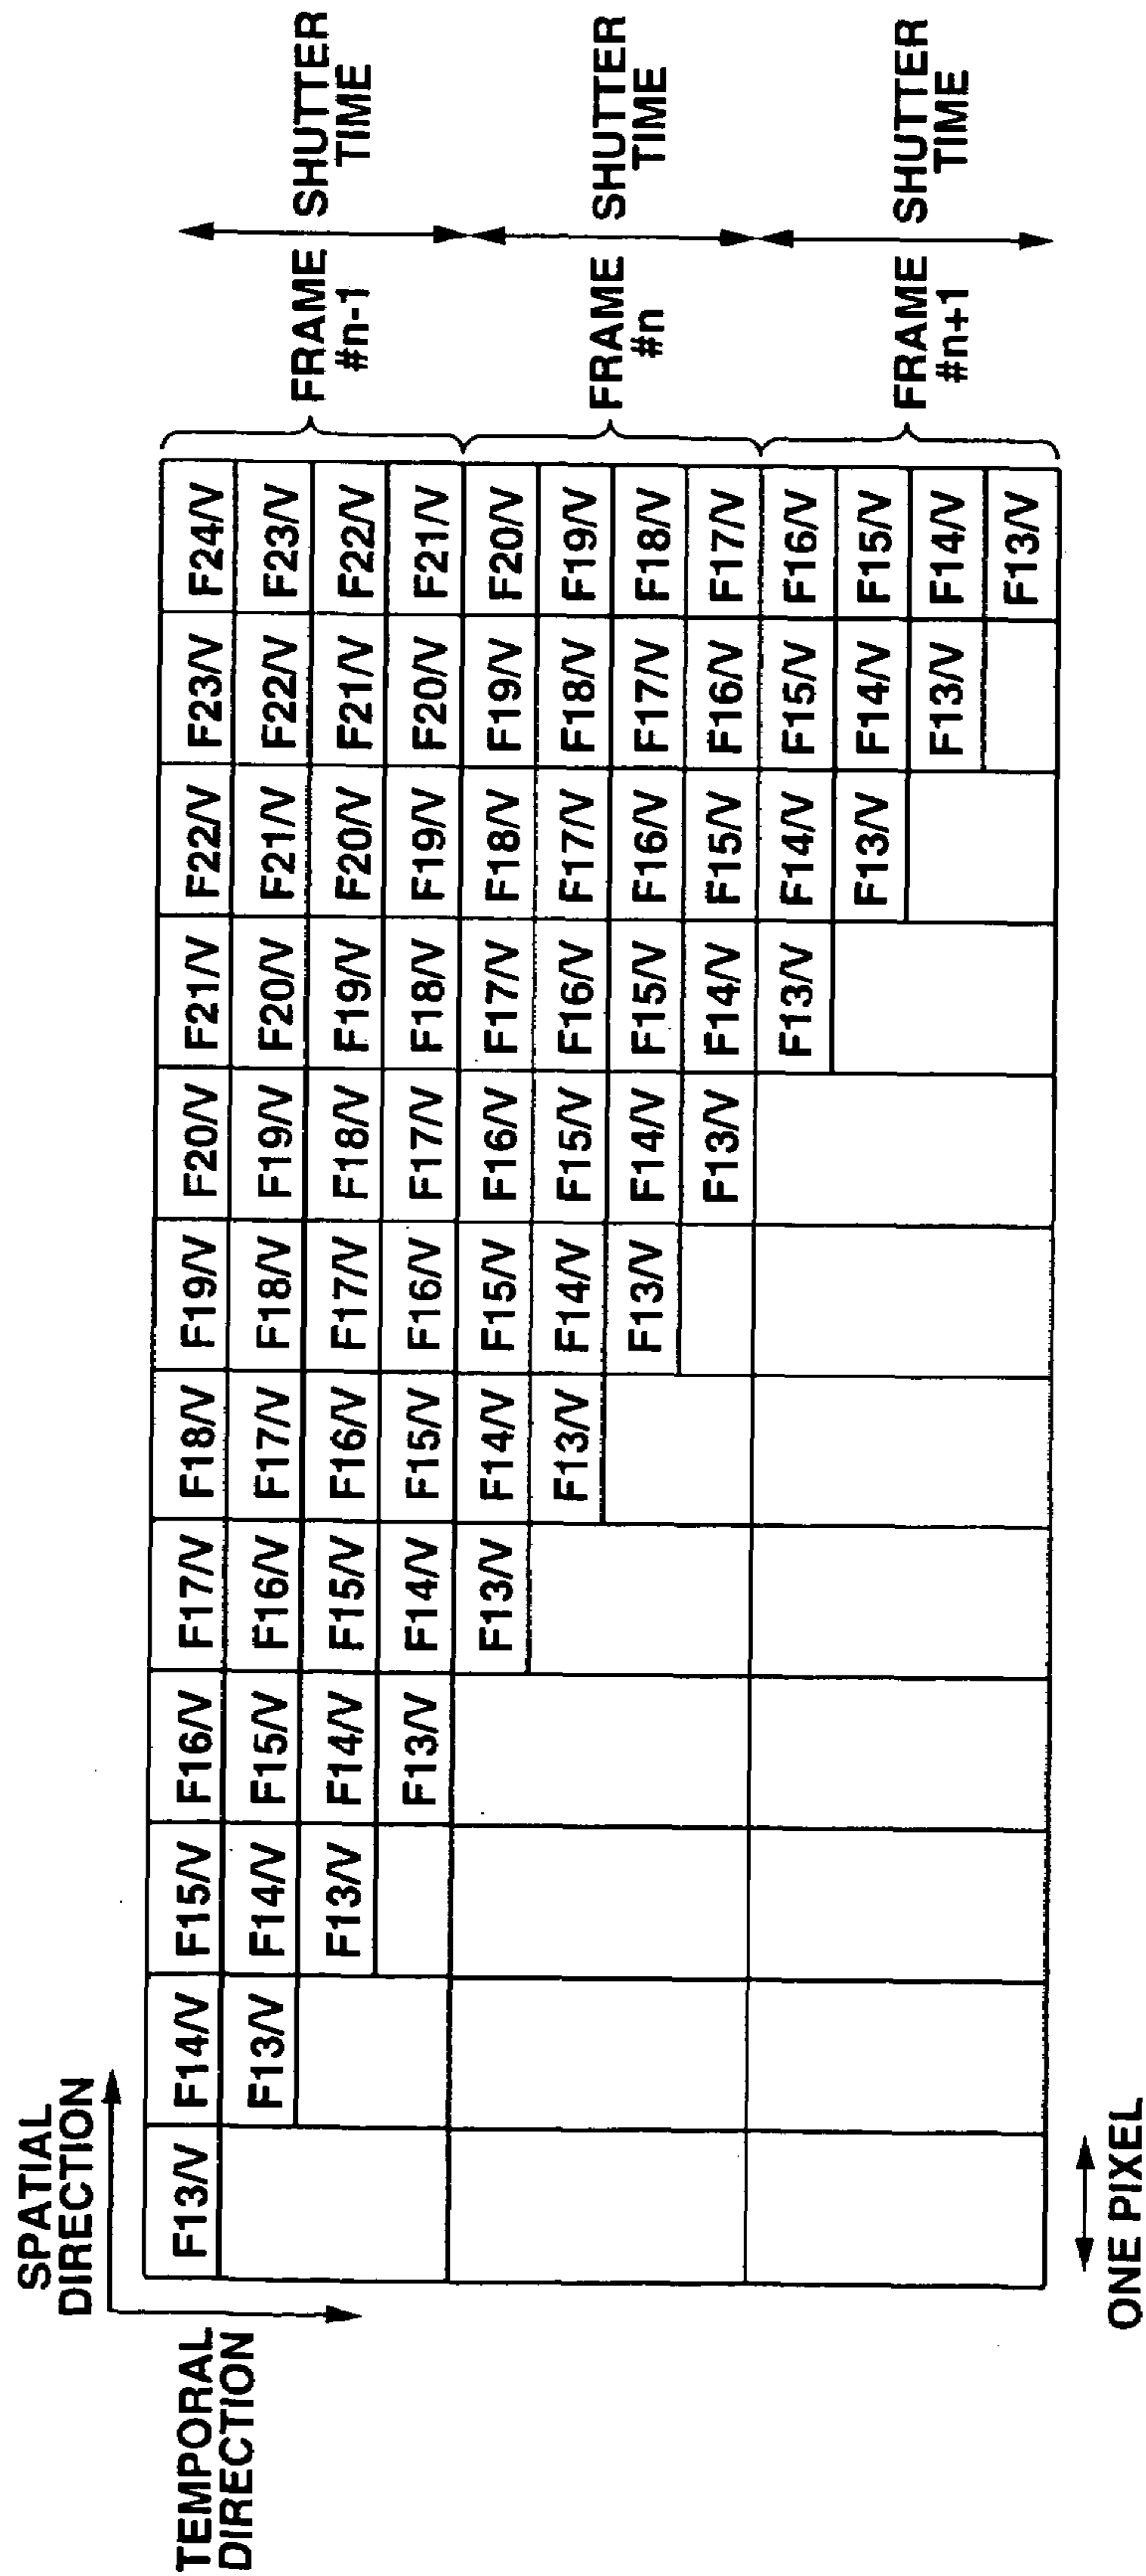 SPATIAL
DIRECTION
TEMPORAL
DIRECTION
F13/V F14/V F15/V F16/V F17/V F18/V F19/V F20/V F21/V F22/V F23/V F24/V
F13/V F14/V F15/V F16/V F17/V F18/V F19/V F20/V F21/V F22/V F23/V
F13/V F14/V F15/V F16/V F17/V F18/V F19/V F20/V F21/V F22/V
F13/V F14/V F15/V F16/V F17/V F18/V F19/V F20/V F21/V
F13/V F14/V F15/V F16/V F17/V F18/V F19/V F20/V
F13/V F14/V F15/V F16/V F17/V F18/V F19/V
F13/V F14/V F15/V F16/V F17/V F18/V
F13/V F14/V F15/V F16/V F17/V
F13/V F14/V F15/V F16/V
F13/V F14/V F15/V
F13/V F14/V
F13/V
FRAME
#n-1
SHUTTER
TIME
FRAME
#n
SHUTTER
TIME
FRAME
#n+1
SHUTTER
TIME
ONE PIXEL